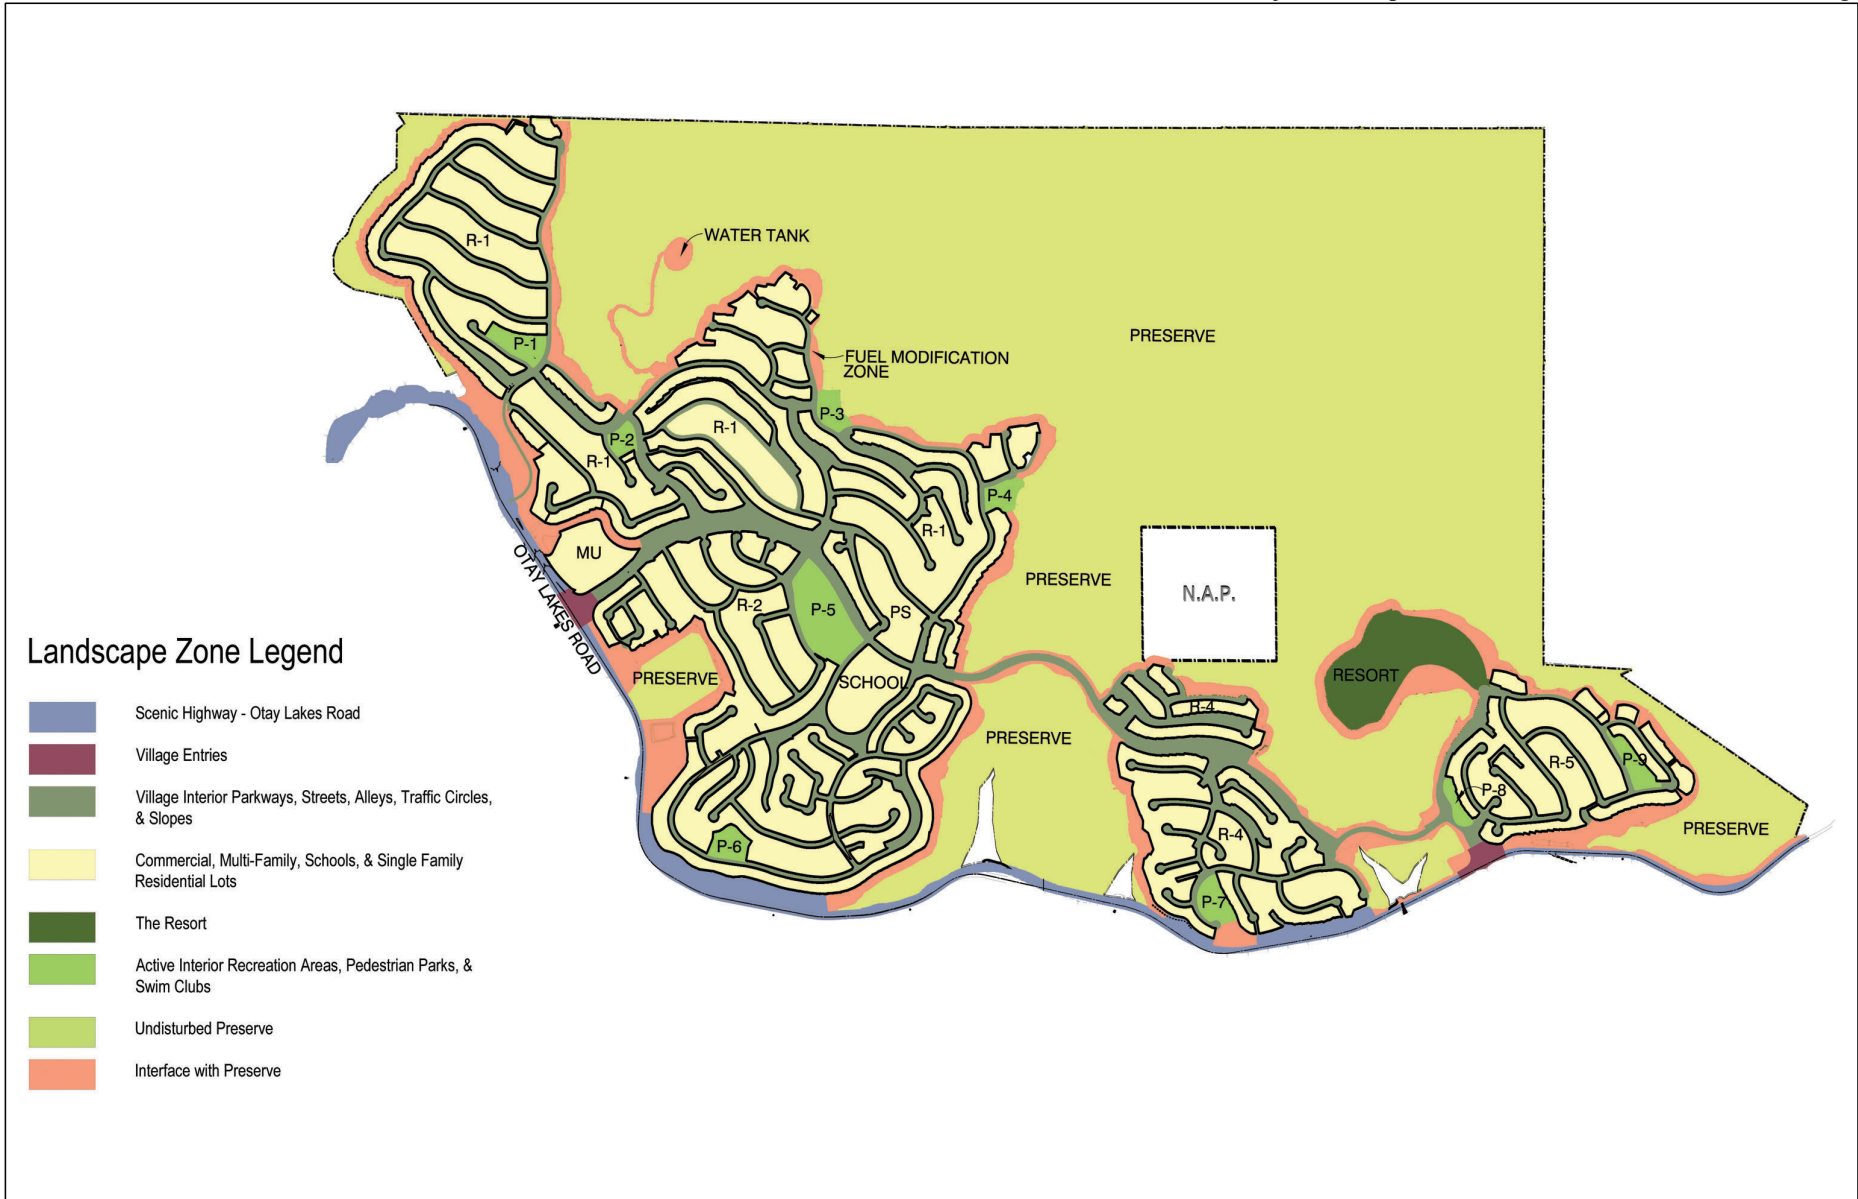 WATER TANK
R-1
PRESERVE
P-1
FUEL MODIFICATION
ZONE
P-3
R-1
P-2
R-1
P-4
R-1
MU
OTAY LAKES ROAD
PRESERVE
N.A.P.
R-2
P-5
PS
PRESERVE
SCHOOL
RESORT
R-4
PRESERVE
R-5
P-9
P-8
R-4
PRESERVE
P-6
P-7
Landscape Zone Legend
Scenic Highway - Otay Lakes Road
Village Entries
Village Interior Parkways, Streets, Alleys, Traffic Circles,
& Slopes
Commercial, Multi-Family, Schools, & Single Family
Residential Lots
The Resort
Active Interior Recreation Areas, Pedestrian Parks, &
Swim Clubs
Undisturbed Preserve
Interface with Preserve